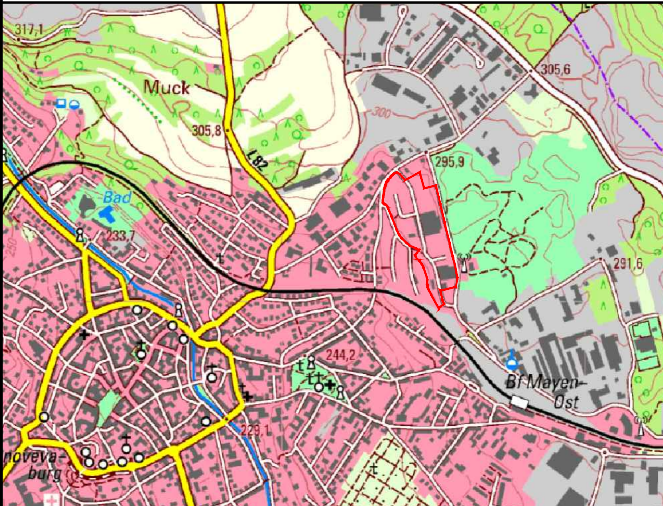 317,1
Muck
305,6
305,8
L82
300
295,9
Bad
233,7
291,6
244,2
Bf Mayen-
Ost
229,1
noveva-
burg